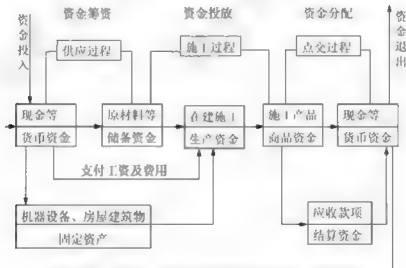 资金筹资
资金投放
资金分配
资金投入
供应过程
施工过程
点交过程
资金退出
现金等
货币资金
原材料等
储备资金
在建施工
生产资金
施工产品
商品资金
现金等
货币资金
支付工资及费用
机器设备、房屋建筑物
固定资产
应收款项
结算资金